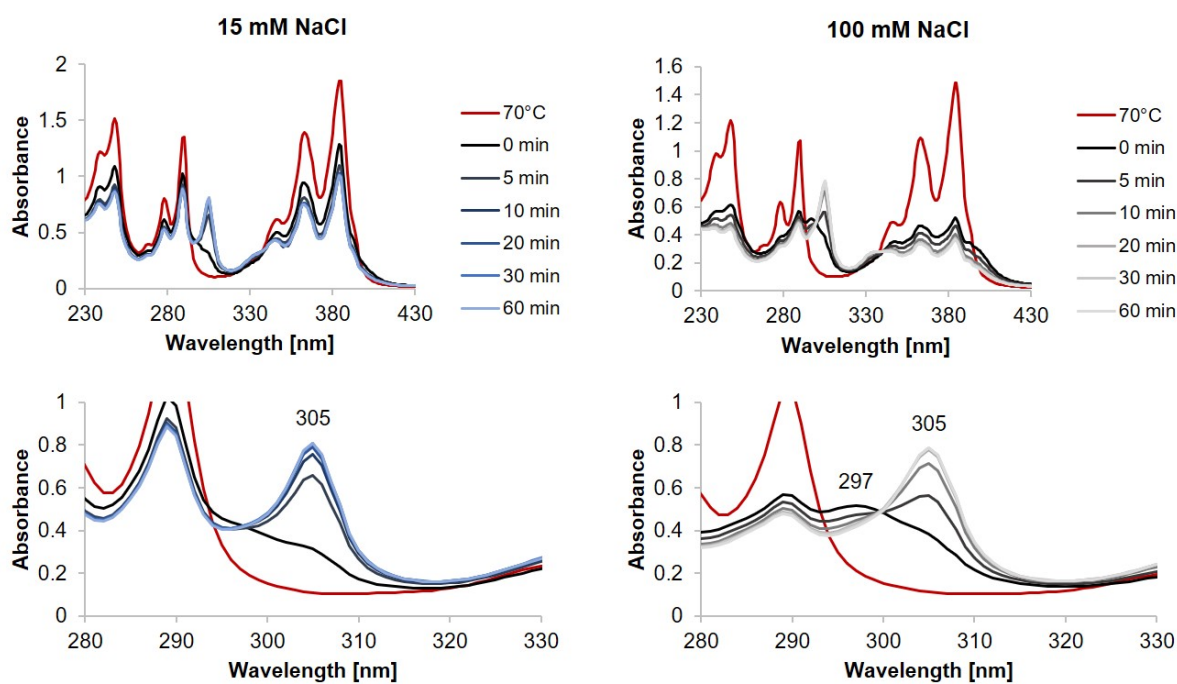 15 mM NaCl
Absorbance
2
1.5
1
0.5
0
230 280 330 380 430
Wavelength [nm]
70°C
0 min
5 min
10 min
20 min
30 min
60 min
100 mM NaCl
Absorbance
1.6
1.4
1.2
1
0.8
0.6
0.4
0.2
0
230 280 330 380 430
Wavelength [nm]
70°C
0 min
5 min
10 min
20 min
30 min
60 min
Absorbance
1
0.8
0.6
0.4
0.2
0
305
280 290 300 310 320 330
Wavelength [nm]
Absorbance
1
0.8
0.6
0.4
0.2
0
297
305
280 290 300 310 320 330
Wavelength [nm]